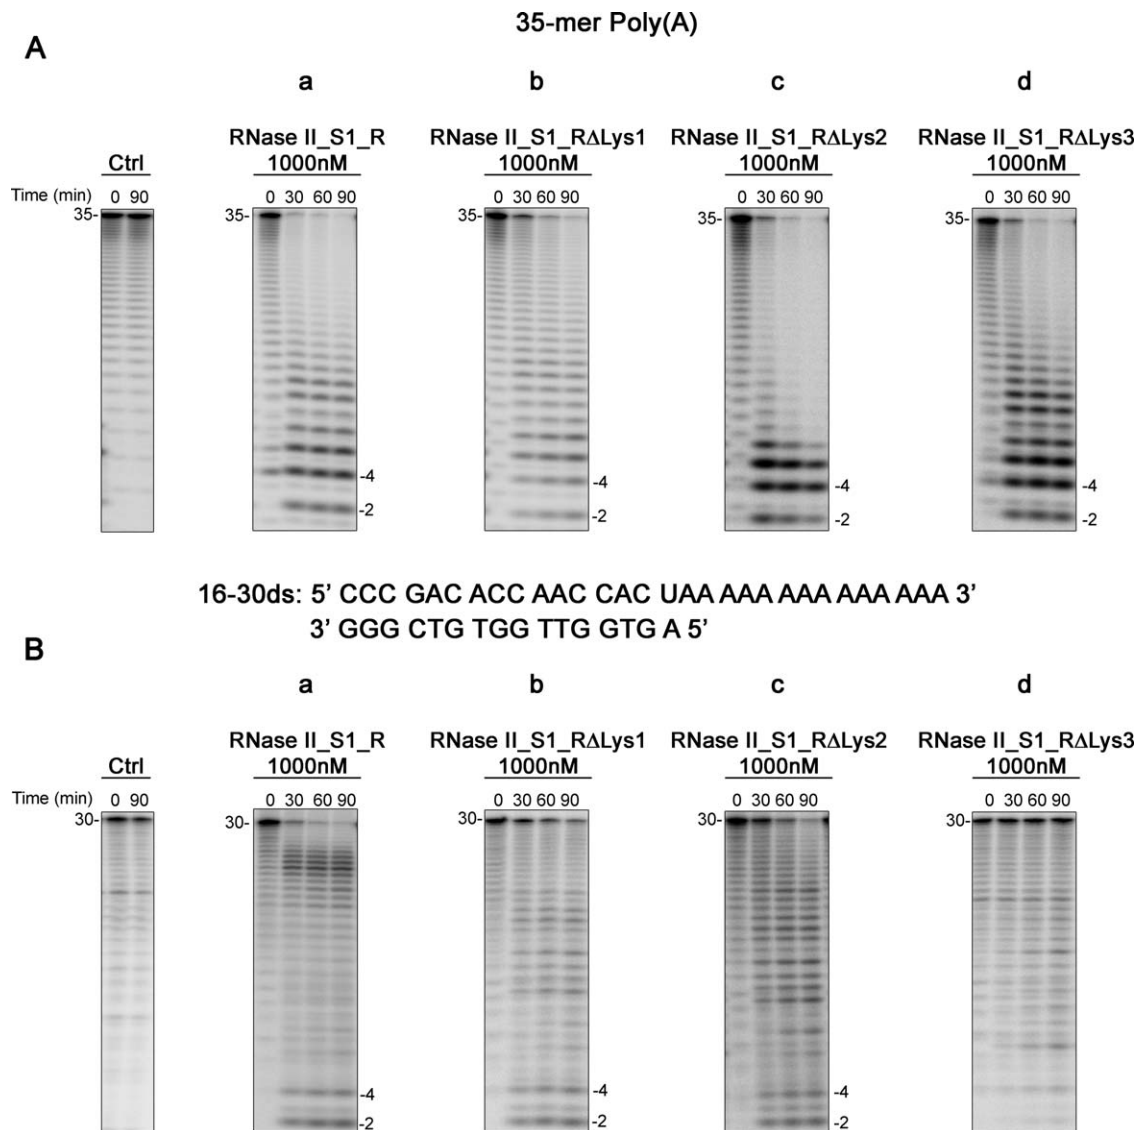 35-mer Poly(A)
A
a b c d
RNase II_S1_R RNase II_S1_RΔLys1 RNase II_S1_RΔLys2 RNase II_S1_RΔLys3
Ctrl 1000nM 1000nM 1000nM 1000nM
Time (min) 0 90 0 30 60 90 0 30 60 90 0 30 60 90 0 30 60 90
35- 35- 35- 35-
-4 -4 -4 -4
-2 -2 -2 -2
16-30ds: 5’ CCC GAC ACC AAC CAC UAA AAA AAA AAA AAA 3’
3’ GGG CTG TGG TTG GTG A 5’
B
a b c d
RNase II_S1_R RNase II_S1_RΔLys1 RNase II_S1_RΔLys2 RNase II_S1_RΔLys3
Ctrl 1000nM 1000nM 1000nM 1000nM
Time (min) 0 90 0 30 60 90 0 30 60 90 0 30 60 90 0 30 60 90
30- 30- 30- 30- 30-
-4 -4 -4
-2 -2 -2